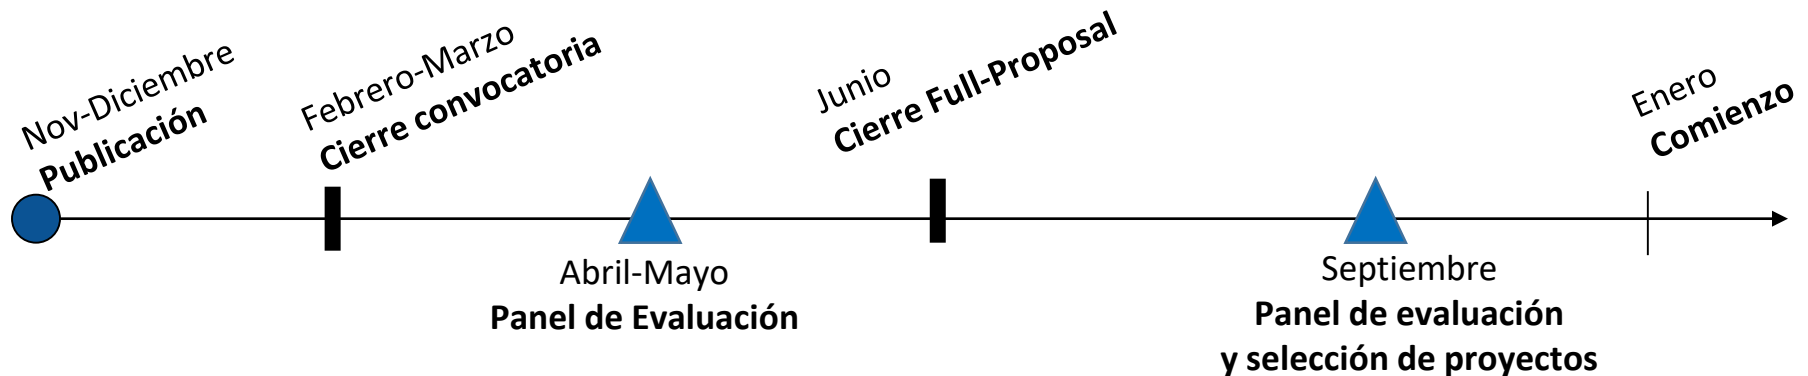 Nov-Diciembre
Publicación
Febrero-Marzo
Cierre convocatoria
Abril-Mayo
Panel de Evaluación
Junio
Cierre Full-Proposal
Septiembre
Panel de evaluación
y selección de proyectos
Enero
Comienzo